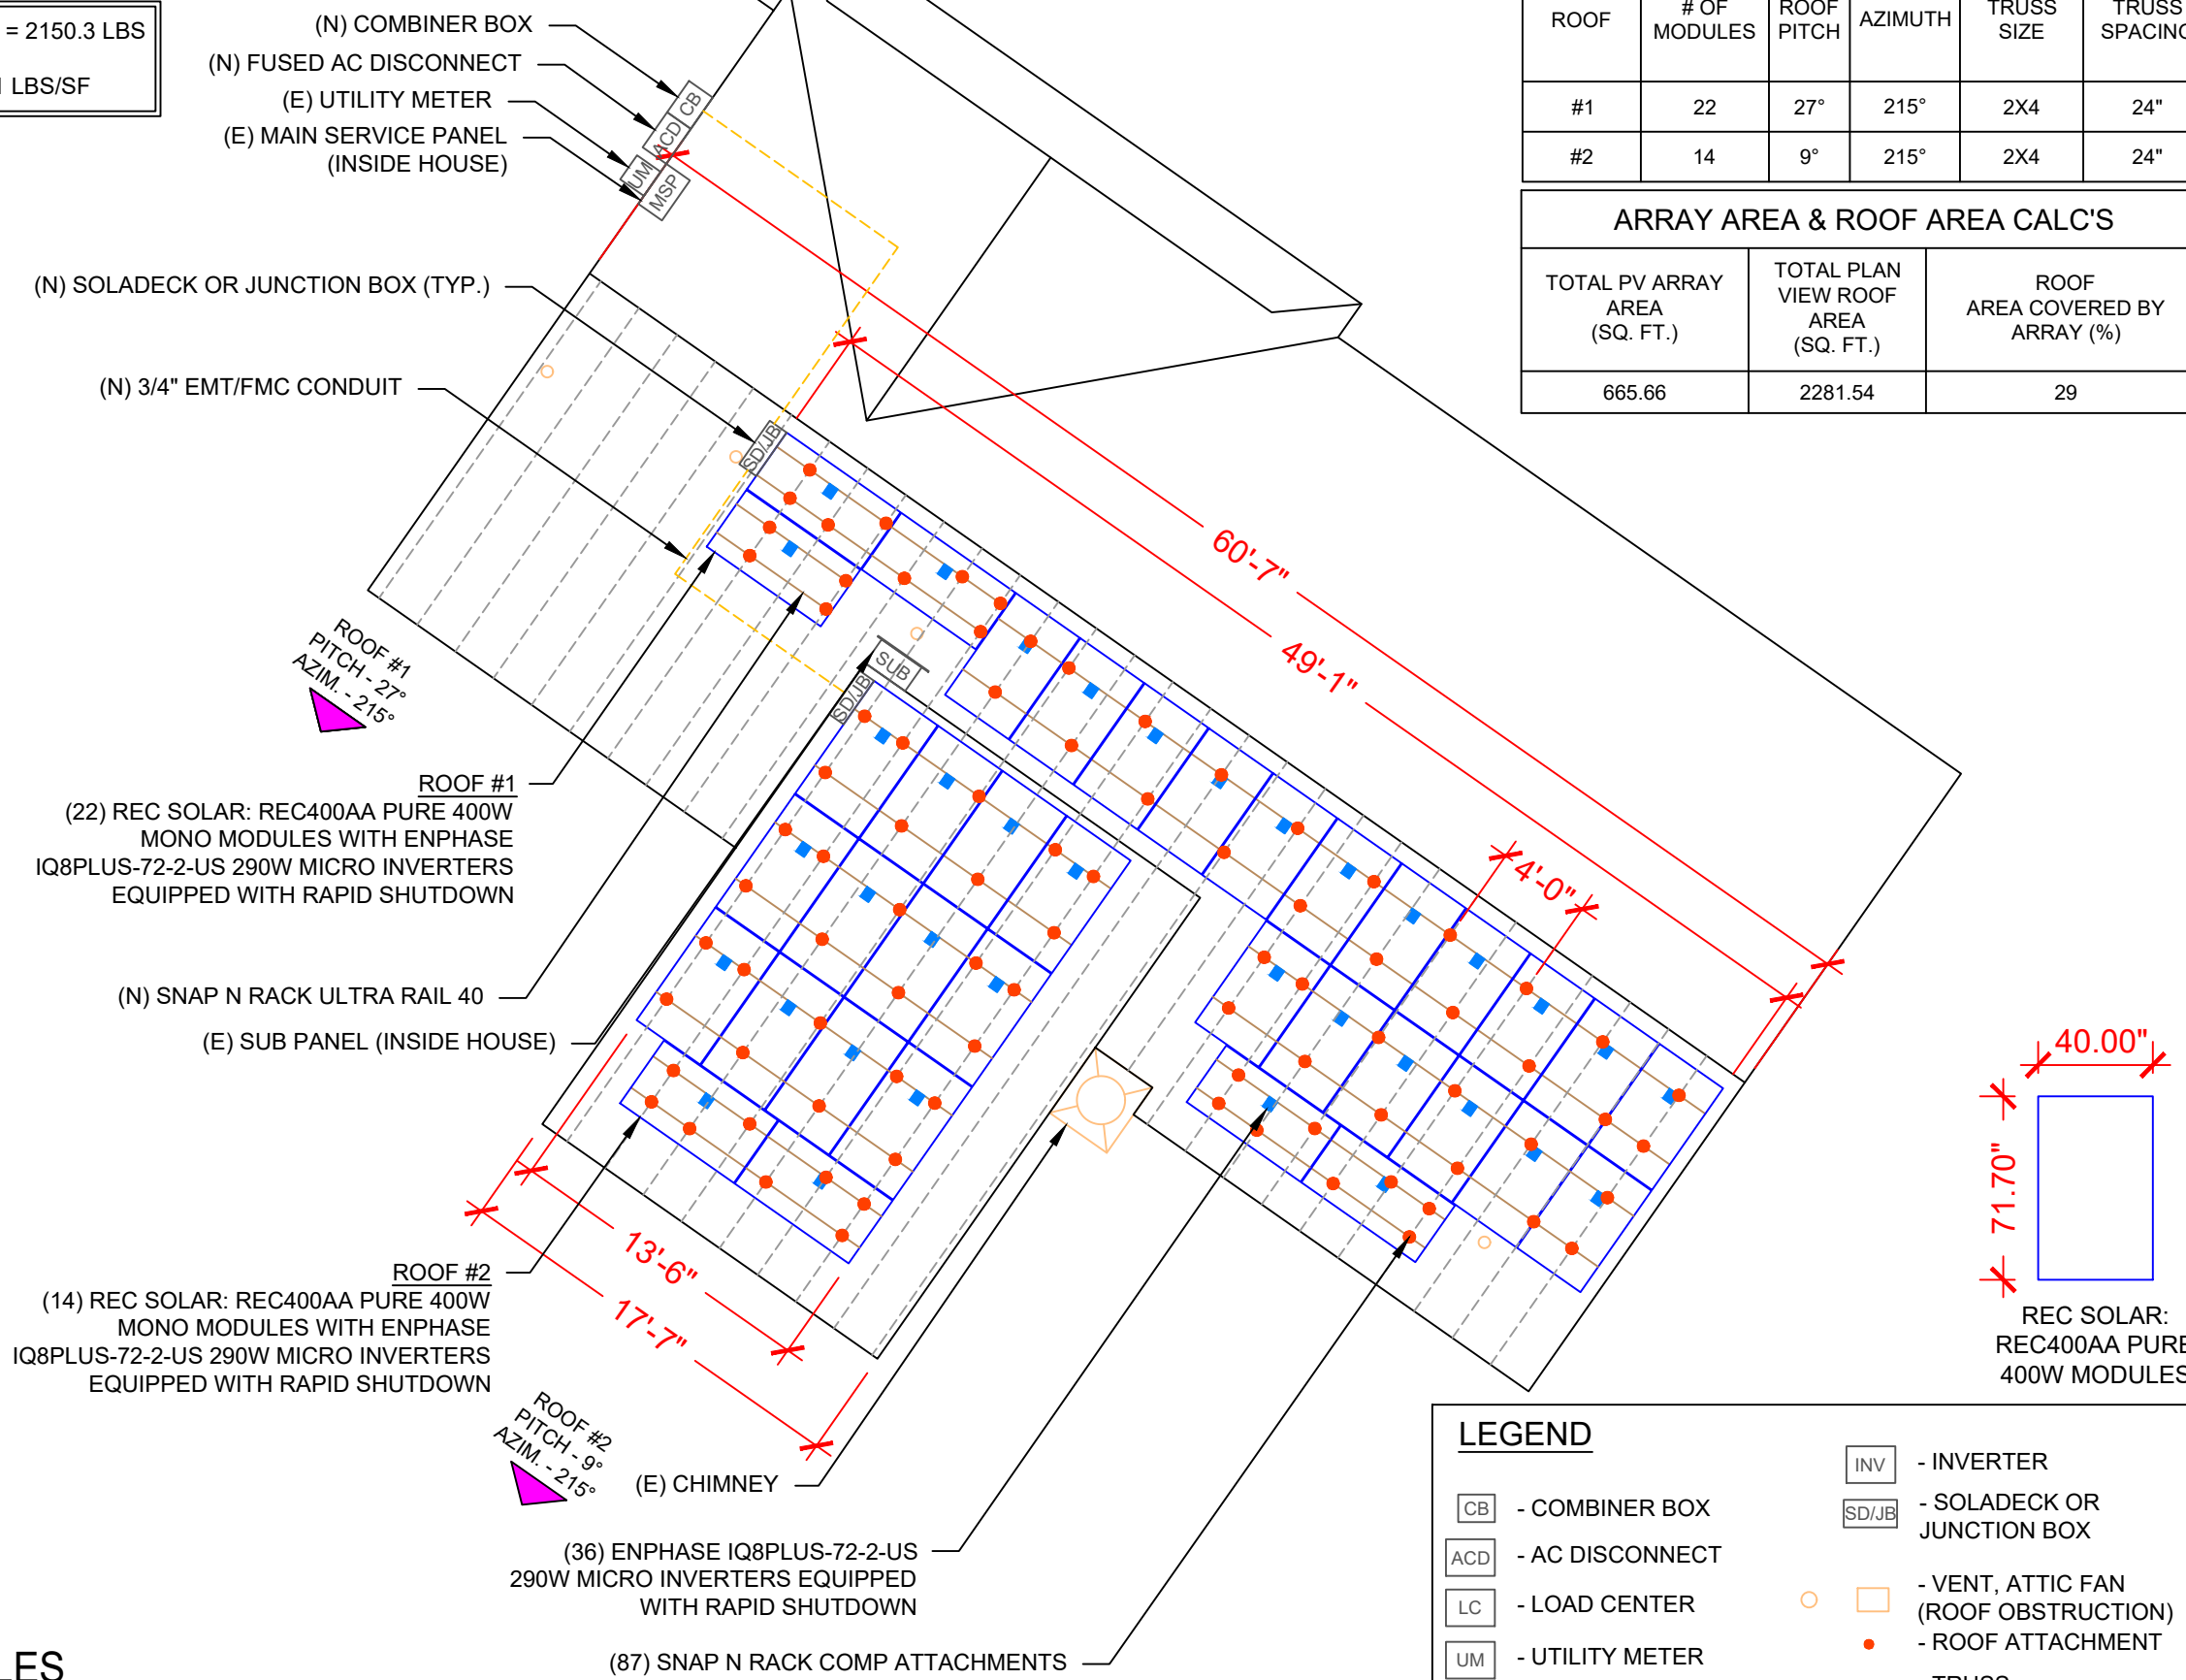 = 2150.3 LBS
LBS/SF
(N) COMBINER BOX
(N) FUSED AC DISCONNECT
(E) UTILITY METER
(E) MAIN SERVICE PANEL
(INSIDE HOUSE)
CB
ACD
UM
MSP
(N) SOLADECK OR JUNCTION BOX (TYP.)
(N) 3/4" EMT/FMC CONDUIT
SD/JB
ROOF
# OF
MODULES
ROOF
PITCH
AZIMUTH
TRUSS
SIZE
TRUSS
SPACING
#1 22 27° 215° 2X4 24"
#2 14 9° 215° 2X4 24"
ARRAY AREA & ROOF AREA CALC'S
TOTAL PV ARRAY
AREA
(SQ. FT.)
TOTAL PLAN
VIEW ROOF
AREA
(SQ. FT.)
ROOF
AREA COVERED BY
ARRAY (%)
665.66 2281.54 29
60'-7"
49'-1"
4'-0"
SUB
SD/JB
ROOF #1
PITCH - 27°
AZIM. - 215°
ROOF #1
(22) REC SOLAR: REC400AA PURE 400W
MONO MODULES WITH ENPHASE
IQ8PLUS-72-2-US 290W MICRO INVERTERS
EQUIPPED WITH RAPID SHUTDOWN
(N) SNAP N RACK ULTRA RAIL 40
(E) SUB PANEL (INSIDE HOUSE)
40.00"
71.70"
REC SOLAR:
REC400AA PURE
400W MODULES
13'-6"
17'-7"
ROOF #2
(14) REC SOLAR: REC400AA PURE 400W
MONO MODULES WITH ENPHASE
IQ8PLUS-72-2-US 290W MICRO INVERTERS
EQUIPPED WITH RAPID SHUTDOWN
ROOF #2
PITCH - 9°
AZIM. - 215°
(E) CHIMNEY
(36) ENPHASE IQ8PLUS-72-2-US
290W MICRO INVERTERS EQUIPPED
WITH RAPID SHUTDOWN
(87) SNAP N RACK COMP ATTACHMENTS
LEGEND
CB - COMBINER BOX
ACD - AC DISCONNECT
LC - LOAD CENTER
UM - UTILITY METER
INV - INVERTER
SD/JB - SOLADECK OR
JUNCTION BOX
- VENT, ATTIC FAN
(ROOF OBSTRUCTION)
- ROOF ATTACHMENT
- TRUSS